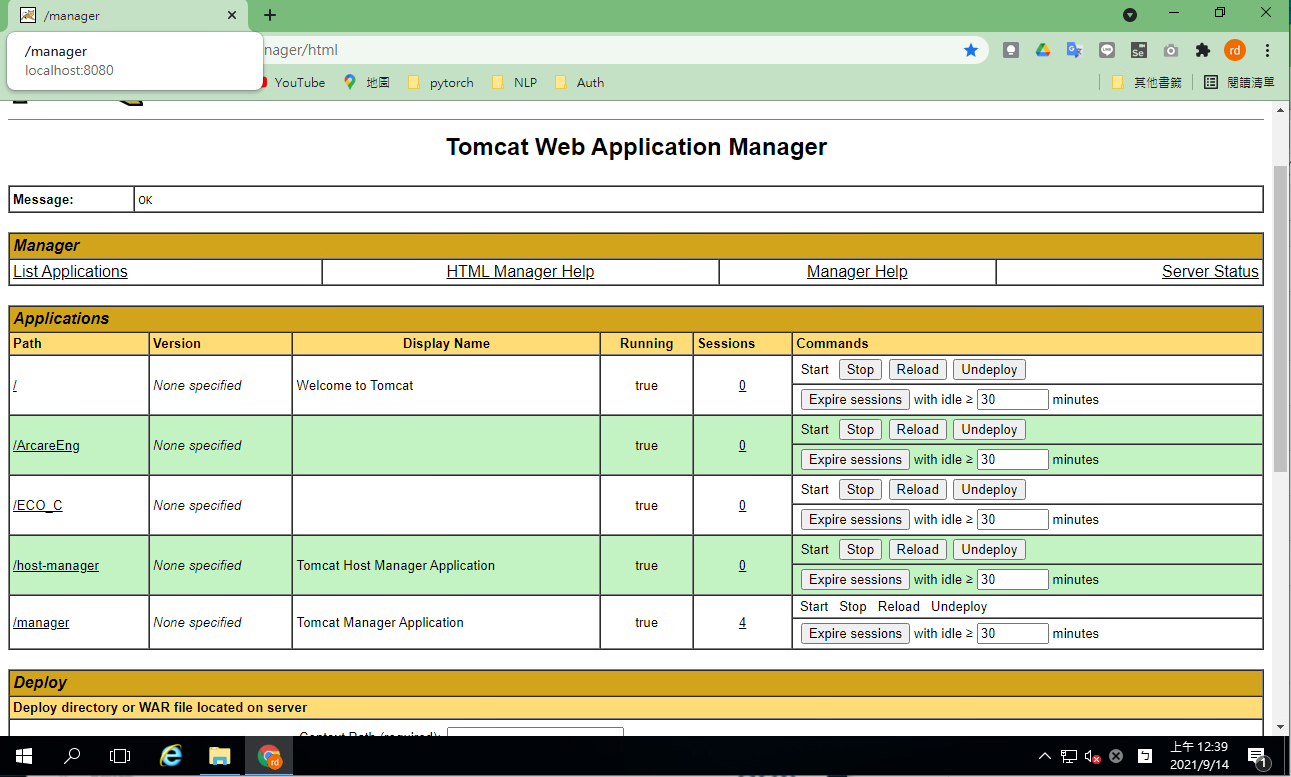 /manager
/manager
localhost:8080
nager/html
rd
YouTube
地圖
pytorch
NLP
Auth
其他書籤
閱讀清單
Tomcat Web Application Manager
Message: OK
Manager
List Applications HTML Manager Help Manager Help Server Status
Applications
Path Version Display Name Running Sessions Commands
/ None specified Welcome to Tomcat true 0 Start Stop Reload Undeploy
Expire sessions with idle ≥ 30 minutes
/ArcareEng None specified true 0 Start Stop Reload Undeploy
Expire sessions with idle ≥ 30 minutes
/ECO_C None specified true 0 Start Stop Reload Undeploy
Expire sessions with idle ≥ 30 minutes
/host-manager None specified Tomcat Host Manager Application true 0 Start Stop Reload Undeploy
Expire sessions with idle ≥ 30 minutes
/manager None specified Tomcat Manager Application true 4 Start Stop Reload Undeploy
Expire sessions with idle ≥ 30 minutes
Deploy
Deploy directory or WAR file located on server
Context Path (required):
上午 12:39
2021/9/14
1